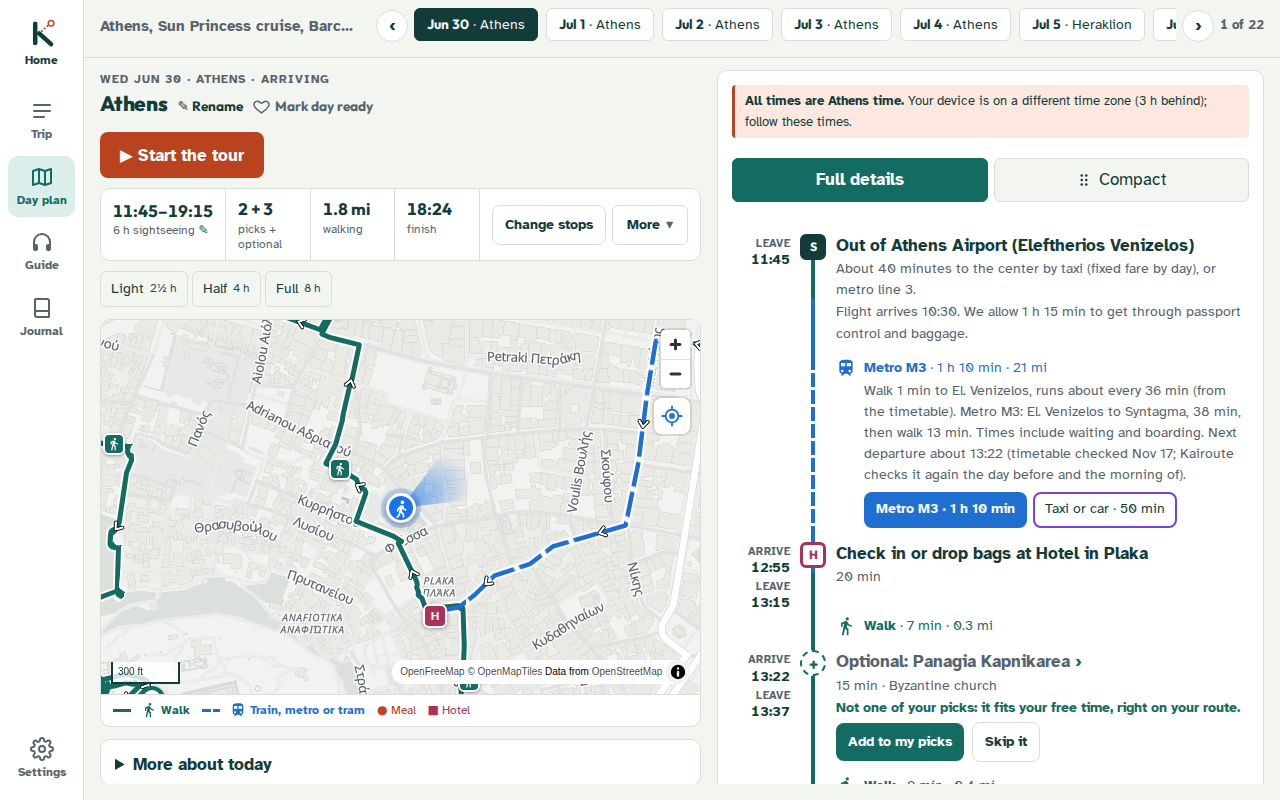 Athens, Sun Princess cruise, Barc...
‹
Jun 30 · Athens
Jul 1 · Athens
Jul 2 · Athens
Jul 3 · Athens
Jul 4 · Athens
Jul 5 · Heraklion
›
1 of 22
Home
Trip
Day plan
Guide
Journal
Settings
WED JUN 30 · ATHENS · ARRIVING
Athens ✎ Rename Mark day ready
▶ Start the tour
11:45–19:15
6 h sightseeing ✎
2 + 3
picks +
optional
1.8 mi
walking
18:24
finish
Change stops
More ▾
Light 2½ h
Half 4 h
Full 8 h
Petraki Πετράκη
Adrianou Αδριανού
Πανός
Voulis Βουλής
Σκούφου
Κυρρήστου
Λυσίου
Θρασυβούλου
Πρυτανείου
PLAKA
ΠΛΆΚΑ
H
ΑΝΑFΙΟΤΙΚΑ
ΑΝΑΦΙΏΤΙΚΑ
Κυδαθηναίων
Νίκης
+
−
300 ft
OpenFreeMap © OpenMapTiles Data from OpenStreetMap
Walk
Train, metro or tram
Meal
Hotel
▶ More about today
All times are Athens time. Your device is on a different time zone (3 h behind);
follow these times.
Full details
Compact
LEAVE
11:45
S
Out of Athens Airport (Eleftherios Venizelos)
About 40 minutes to the center by taxi (fixed fare by day), or
metro line 3.
Flight arrives 10:30. We allow 1 h 15 min to get through passport
control and baggage.
Metro M3 · 1 h 10 min · 21 mi
Walk 1 min to El. Venizelos, runs about every 36 min (from
the timetable). Metro M3: El. Venizelos to Syntagma, 38 min,
then walk 13 min. Times include waiting and boarding. Next
departure about 13:22 (timetable checked Nov 17; Kairoute
checks it again the day before and the morning of).
Metro M3 · 1 h 10 min
Taxi or car · 50 min
ARRIVE
12:55
LEAVE
13:15
H
Check in or drop bags at Hotel in Plaka
20 min
Walk · 7 min · 0.3 mi
ARRIVE
13:22
LEAVE
13:37
+
Optional: Panagia Kapnikarea ›
15 min · Byzantine church
Not one of your picks: it fits your free time, right on your route.
Add to my picks
Skip it